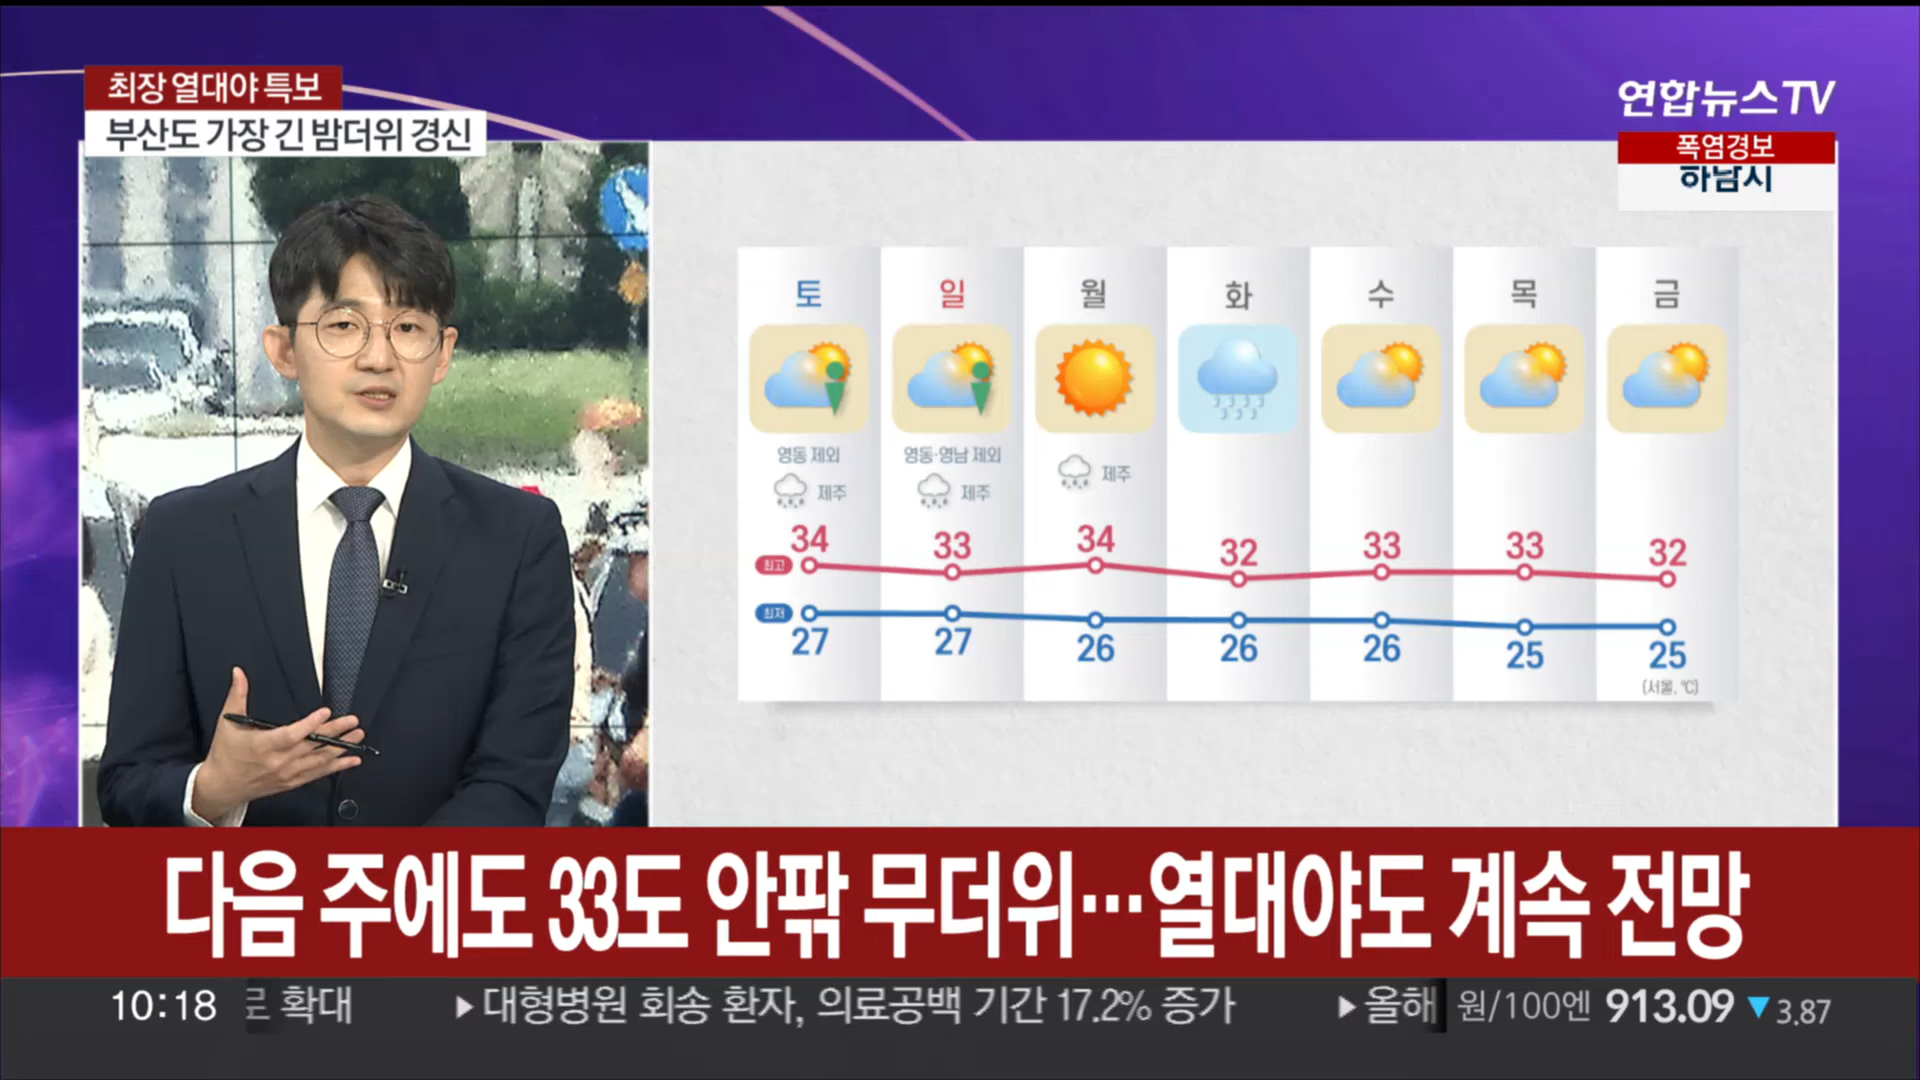 최장 열대야 특보
부산도 가장 긴 밤더위 경신
연합뉴스TV
폭염경보
하남시
토 일 월 화 수 목 금
영동 제외 영동·영남 제외
제주 제주 제주
34 33 34 32 33 33 32
최고
최저
27 27 26 26 26 25 25
(서울, ℃)
다음 주에도 33도 안팎 무더위…열대야도 계속 전망
10:18 로 확대 ▶대형병원 회송 환자, 의료공백 기간 17.2% 증가 ▶올해 원/100엔 913.09 ▼3.87